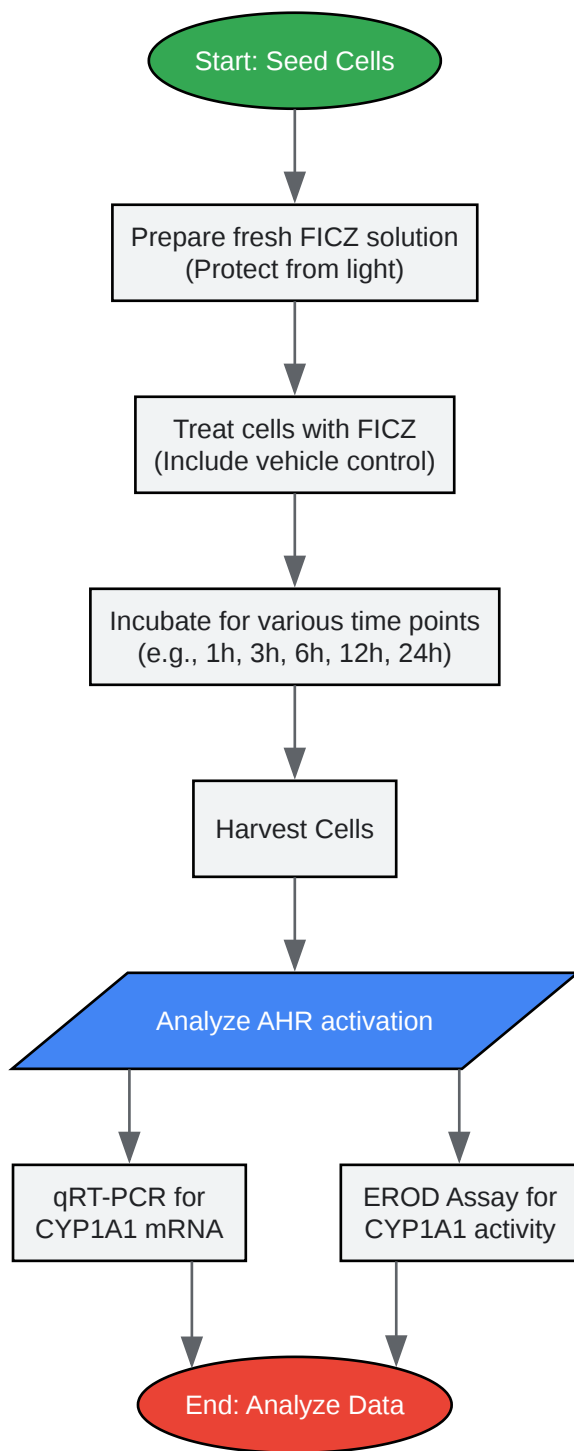 Start: Seed Cells
Prepare fresh FICZ solution
(Protect from light)
Treat cells with FICZ
(Include vehicle control)
Incubate for various time points
(e.g., 1h, 3h, 6h, 12h, 24h)
Harvest Cells
Analyze AHR activation
qRT-PCR for
CYP1A1 mRNA
EROD Assay for
CYP1A1 activity
End: Analyze Data